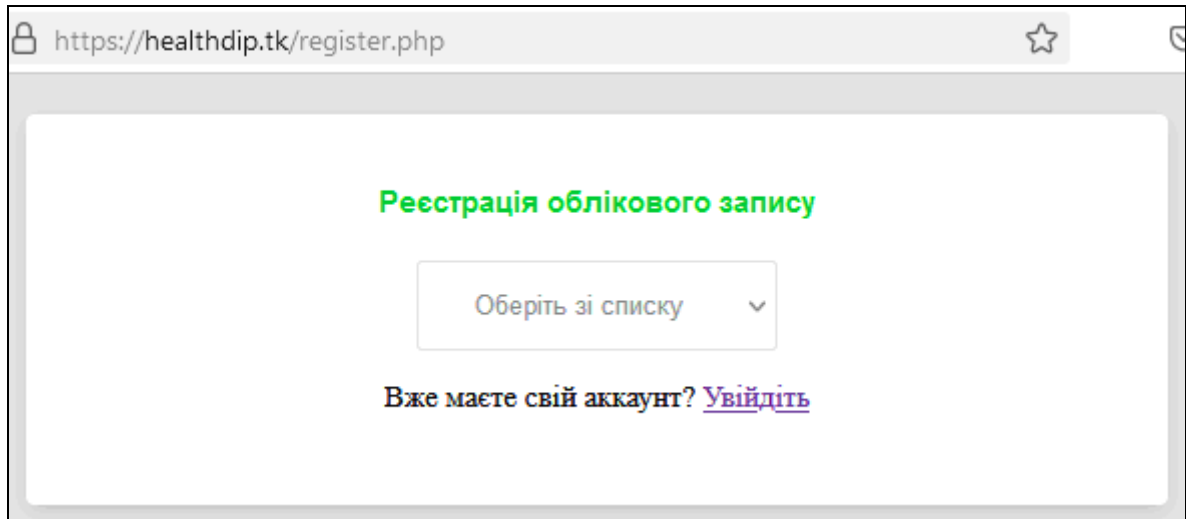 https://healthdip.tk/register.php
Реєстрація облікового запису
Оберіть зі списку
Вже маєте свій аккаунт? Увійдіть